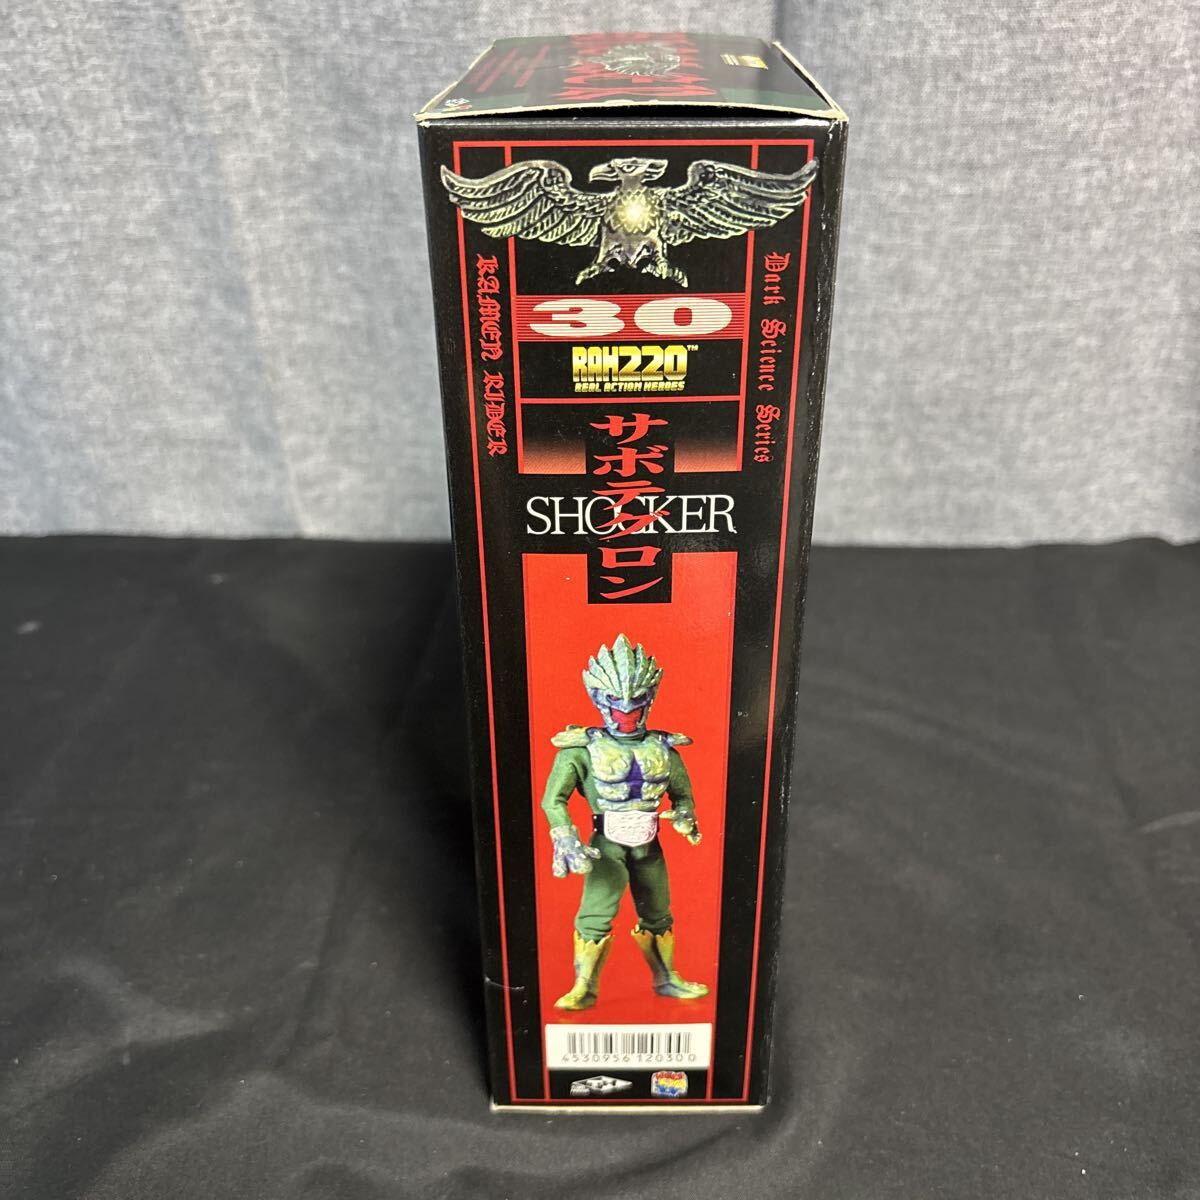 30
RAH220™
REAL ACTION HEROES
KAMEN RIDER
Dark Science Series
サボテグロン
SHOCKER
4530956120300